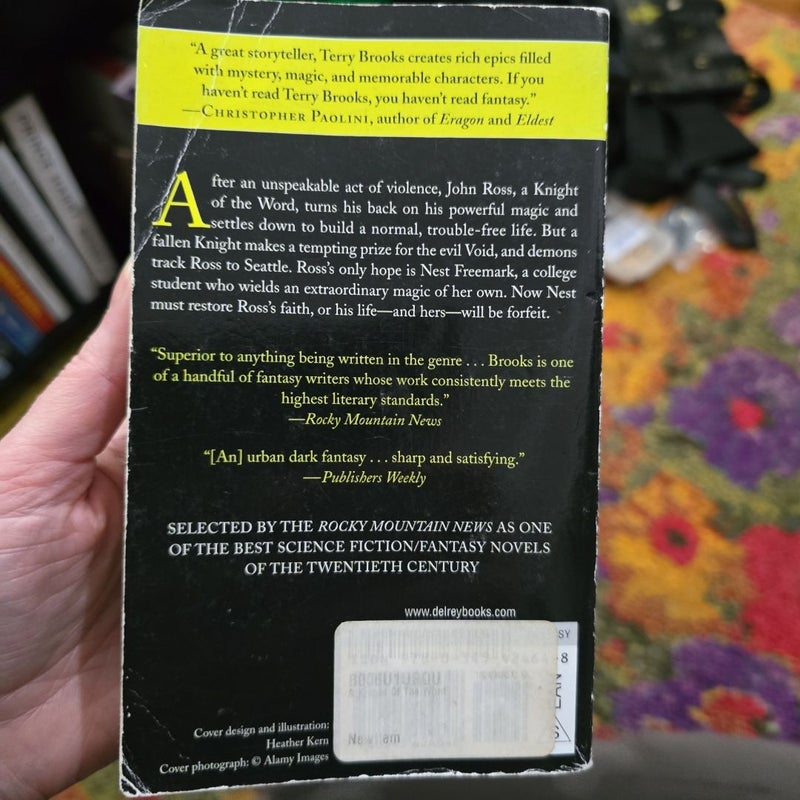 “A great storyteller, Terry Brooks creates rich epics filled
with mystery, magic, and memorable characters. If you
haven’t read Terry Brooks, you haven’t read fantasy.”
—CHRISTOPHER PAOLINI, author of Eragon and Eldest
After an unspeakable act of violence, John Ross, a Knight
of the Word, turns his back on his powerful magic and
settles down to build a normal, trouble-free life. But a
fallen Knight makes a tempting prize for the evil Void, and demons
track Ross to Seattle. Ross’s only hope is Nest Freemark, a college
student who wields an extraordinary magic of her own. Now Nest
must restore Ross’s faith, or his life—and hers—will be forfeit.
“Superior to anything being written in the genre . . . Brooks is one
of a handful of fantasy writers whose work consistently meets the
highest literary standards.”
—Rocky Mountain News
“[An] urban dark fantasy . . . sharp and satisfying.”
—Publishers Weekly
SELECTED BY THE ROCKY MOUNTAIN NEWS AS ONE
OF THE BEST SCIENCE FICTION/FANTASY NOVELS
OF THE TWENTIETH CENTURY
www.delreybooks.com
Cover design and illustration:
Heather Kern
Cover photograph: © Alamy Images